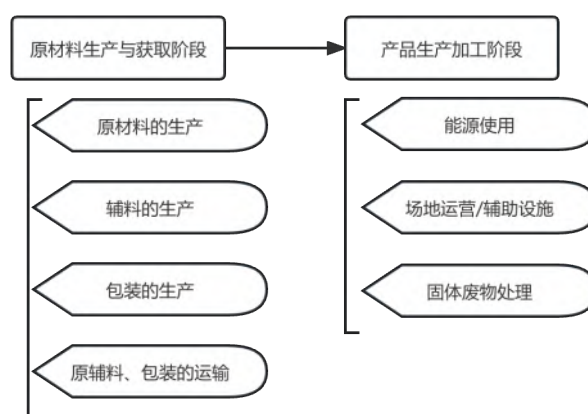 原材料生产与获取阶段
产品生产加工阶段
原材料的生产
辅料的生产
包装的生产
原辅料、包装的运输
能源使用
场地运营/辅助设施
固体废物处理